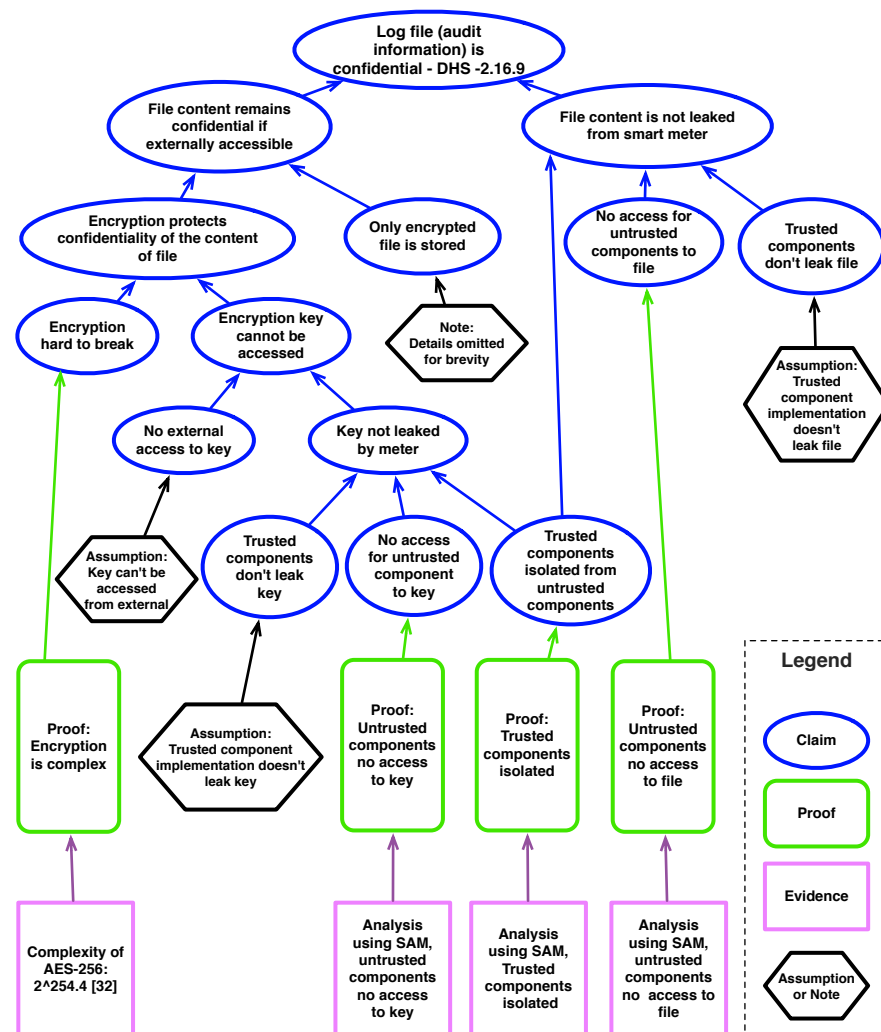 Log file (audit
information) is
confidential - DHS -2.16.9
File content remains
confidential if
externally accessible
File content is not leaked
from smart meter
Encryption protects
confidentiality of the content
of file
Only encrypted
file is stored
No access for
untrusted
components to
file
Trusted
components
don't leak file
Encryption
hard to break
Encryption key
cannot be
accessed
Note:
Details omitted
for brevity
Assumption:
Trusted
component
implementation
doesn't
leak file
No external
access to key
Key not leaked
by meter
Assumption:
Key can't be
accessed
from external
Trusted
components
don't leak
key
No access
for untrusted
component
to key
Trusted
components
isolated from
untrusted
components
Proof:
Encryption
is complex
Assumption:
Trusted component
implementation doesn't
leak key
Proof:
Untrusted
components
no access
to key
Proof:
Trusted
components
isolated
Proof:
Untrusted
components
no access
to file
Complexity of
AES-256:
2^254.4 [32]
Analysis
using SAM,
untrusted
components
no access
to key
Analysis
using SAM,
Trusted
components
isolated
Analysis
using SAM,
untrusted
components
no access to
file
Legend
Claim
Proof
Evidence
Assumption
or Note